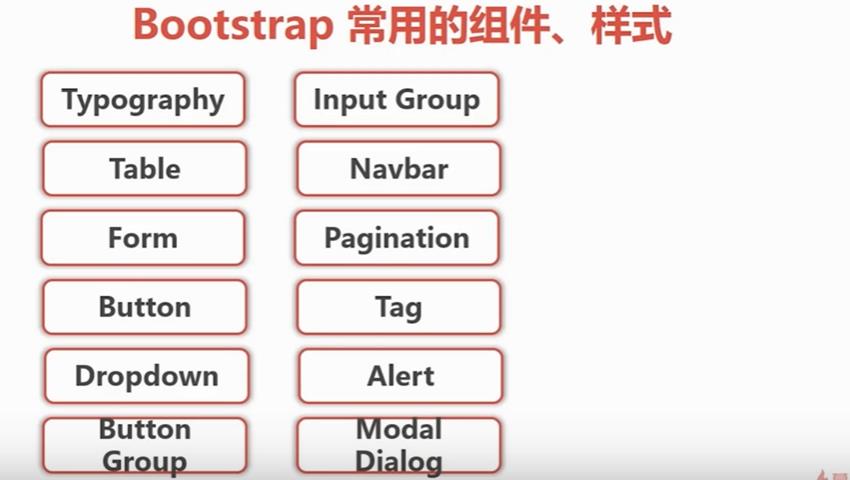 Bootstrap 常用的组件、样式
Typography
Input Group
Table
Navbar
Form
Pagination
Button
Tag
Dropdown
Alert
Button
Group
Modal
Dialog